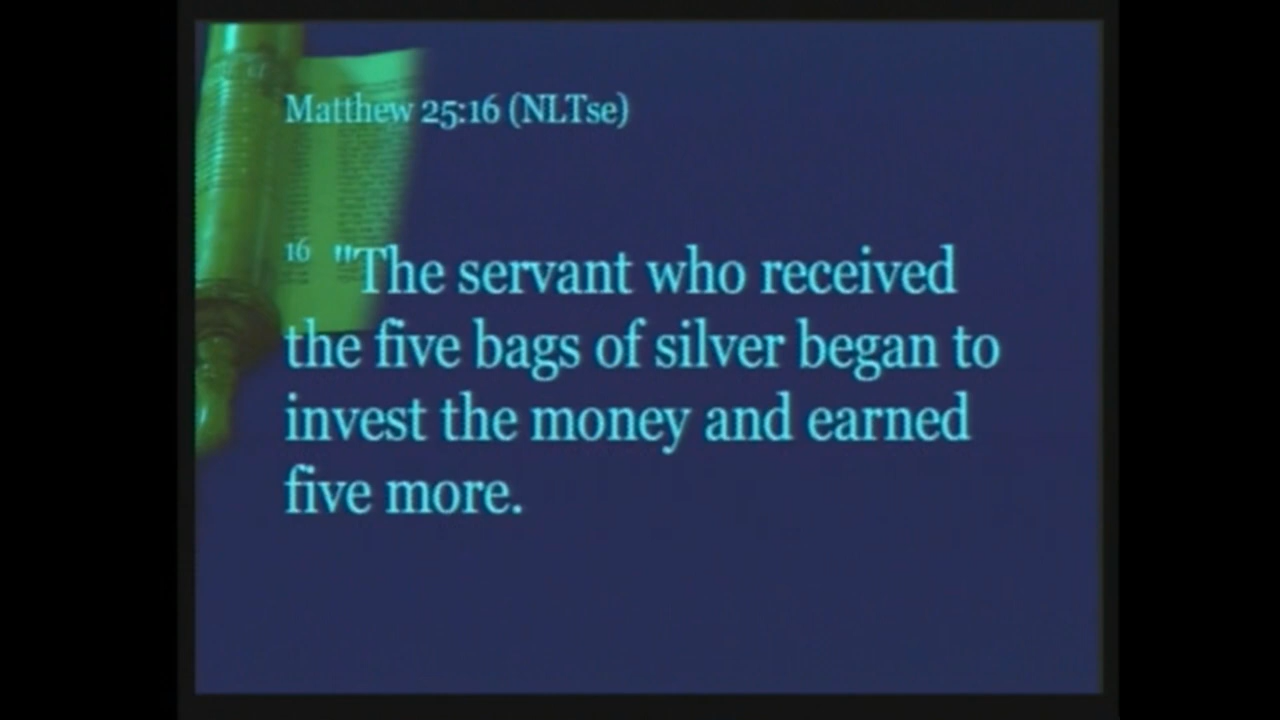 Matthew 25:16 (NLTse)
16 "The servant who received
the five bags of silver began to
invest the money and earned
five more.